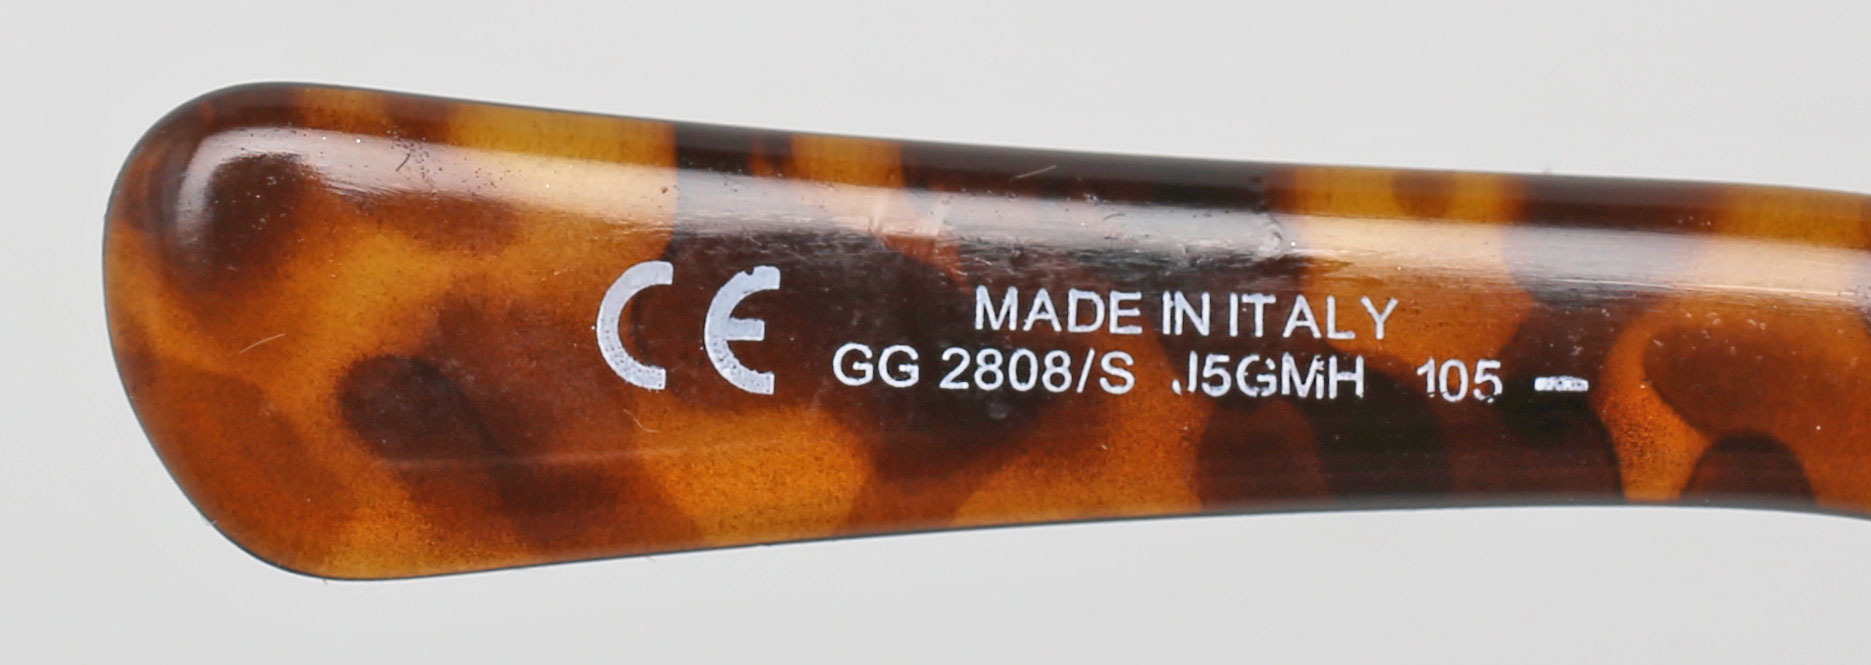 CE
MADE IN ITALY
GG 2808/S J5GMH 105 –